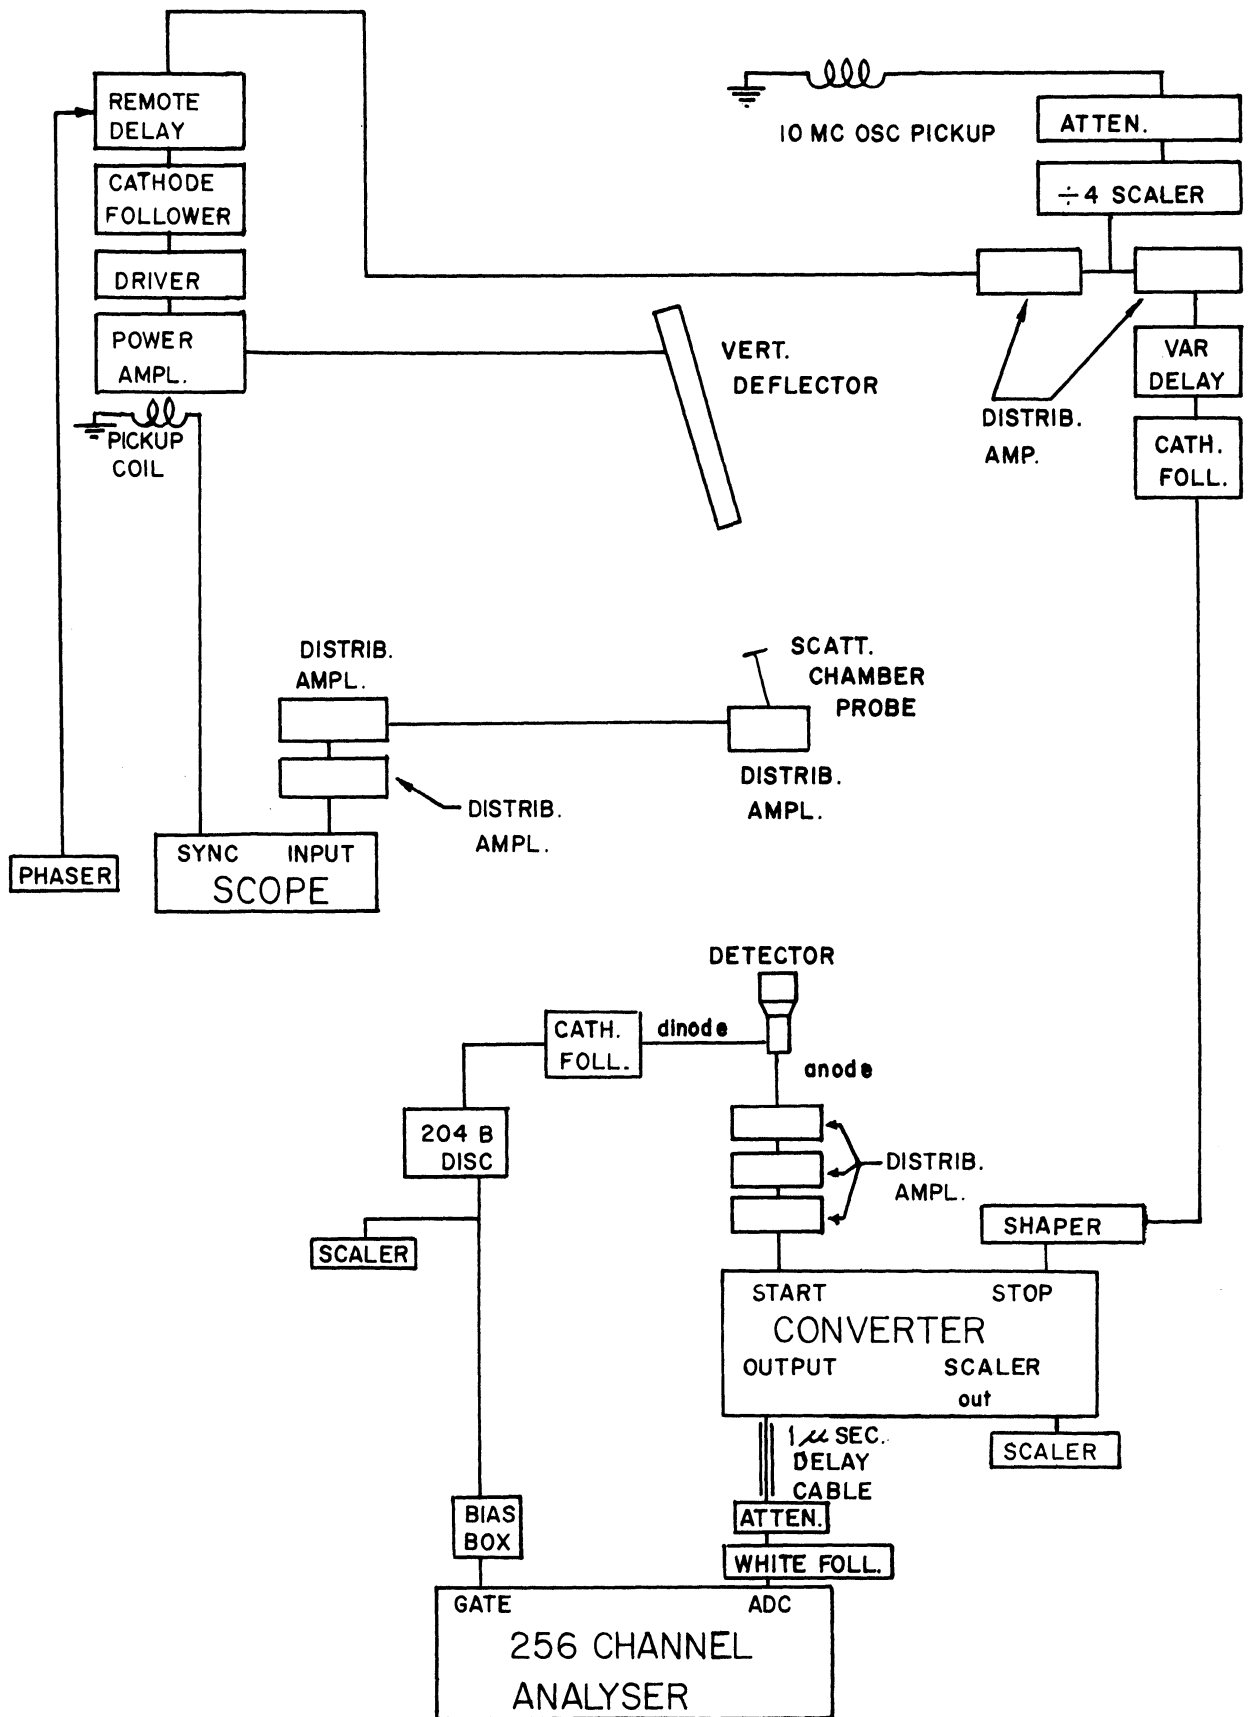 REMOTE
DELAY
CATHODE
FOLLOWER
DRIVER
POWER
AMPL.
PICKUP
COIL
10 MC OSC PICKUP
ATTEN.
÷4 SCALER
VERT.
DEFLECTOR
DISTRIB.
AMP.
VAR
DELAY
CATH.
FOLL.
DISTRIB.
AMPL.
SCATT.
CHAMBER
PROBE
DISTRIB.
AMPL.
DISTRIB.
AMPL.
PHASER
SYNC INPUT
SCOPE
DETECTOR
CATH.
FOLL.
dinode
anode
204 B
DISC
DISTRIB.
AMPL.
SCALER
SHAPER
START STOP
CONVERTER
OUTPUT SCALER
out
1 µ SEC.
DELAY
CABLE
SCALER
BIAS
BOX
ATTEN.
WHITE FOLL.
GATE ADC
256 CHANNEL
ANALYSER